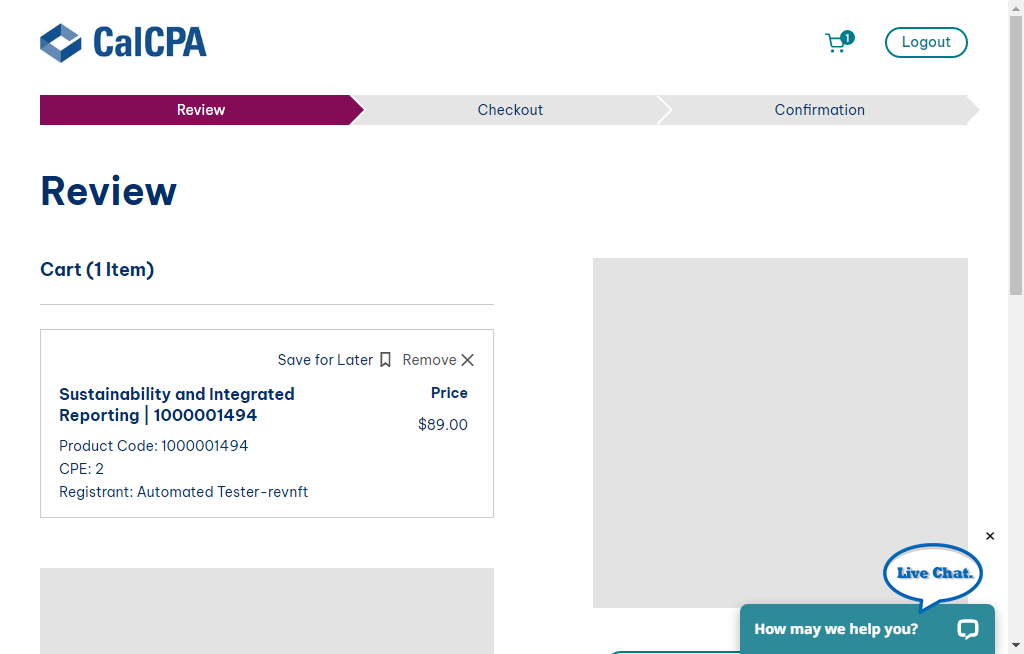 CalCPA
1
Logout
Review
Checkout
Confirmation
Review
Cart (1 Item)
Save for Later
Remove
Sustainability and Integrated
Reporting | 1000001494
Price
$89.00
Product Code: 1000001494
CPE: 2
Registrant: Automated Tester-revnft
Live Chat.
How may we help you?